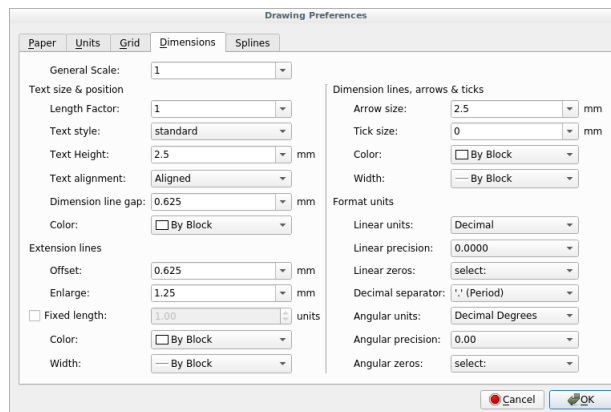 Drawing Preferences
Paper Units Grid Dimensions Splines
General Scale: 1
Text size & position
Length Factor: 1
Text style: standard
Text Height: 2.5 mm
Text alignment: Aligned
Dimension line gap: 0.625 mm
Color: By Block
Extension lines
Offset: 0.625 mm
Enlarge: 1.25 mm
Fixed length: 1.00 units
Color: By Block
Width: By Block
Dimension lines, arrows & ticks
Arrow size: 2.5 mm
Tick size: 0 mm
Color: By Block
Width: By Block
Format units
Linear units: Decimal
Linear precision: 0.0000
Linear zeros: select:
Decimal separator: '.' (Period)
Angular units: Decimal Degrees
Angular precision: 0.00
Angular zeros: select:
Cancel OK